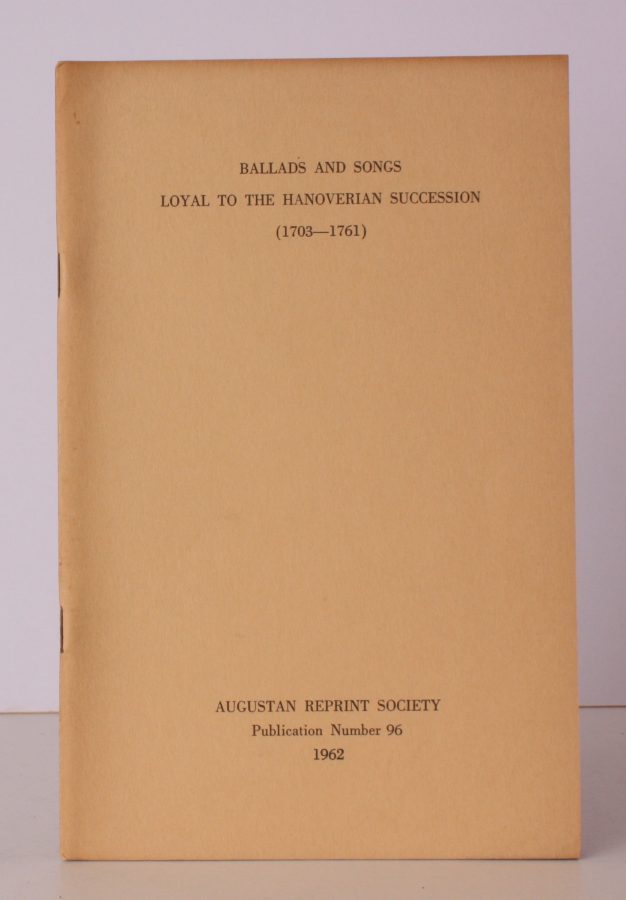 BALLADS AND SONGS
LOYAL TO THE HANOVERIAN SUCCESSION
(1703—1761)
AUGUSTAN REPRINT SOCIETY
Publication Number 96
1962